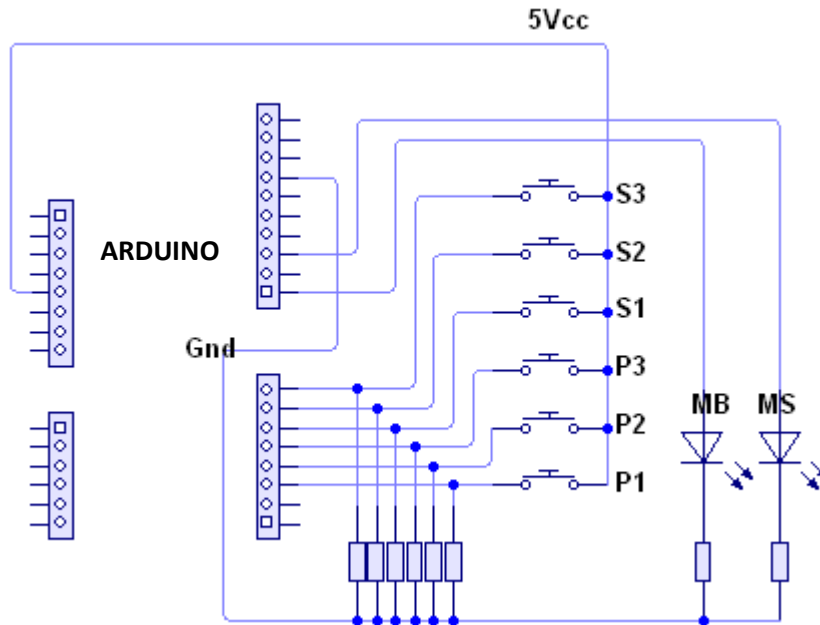 5Vcc
S3
ARDUINO
S2
S1
Gnd
P3
MB MS
P2
P1